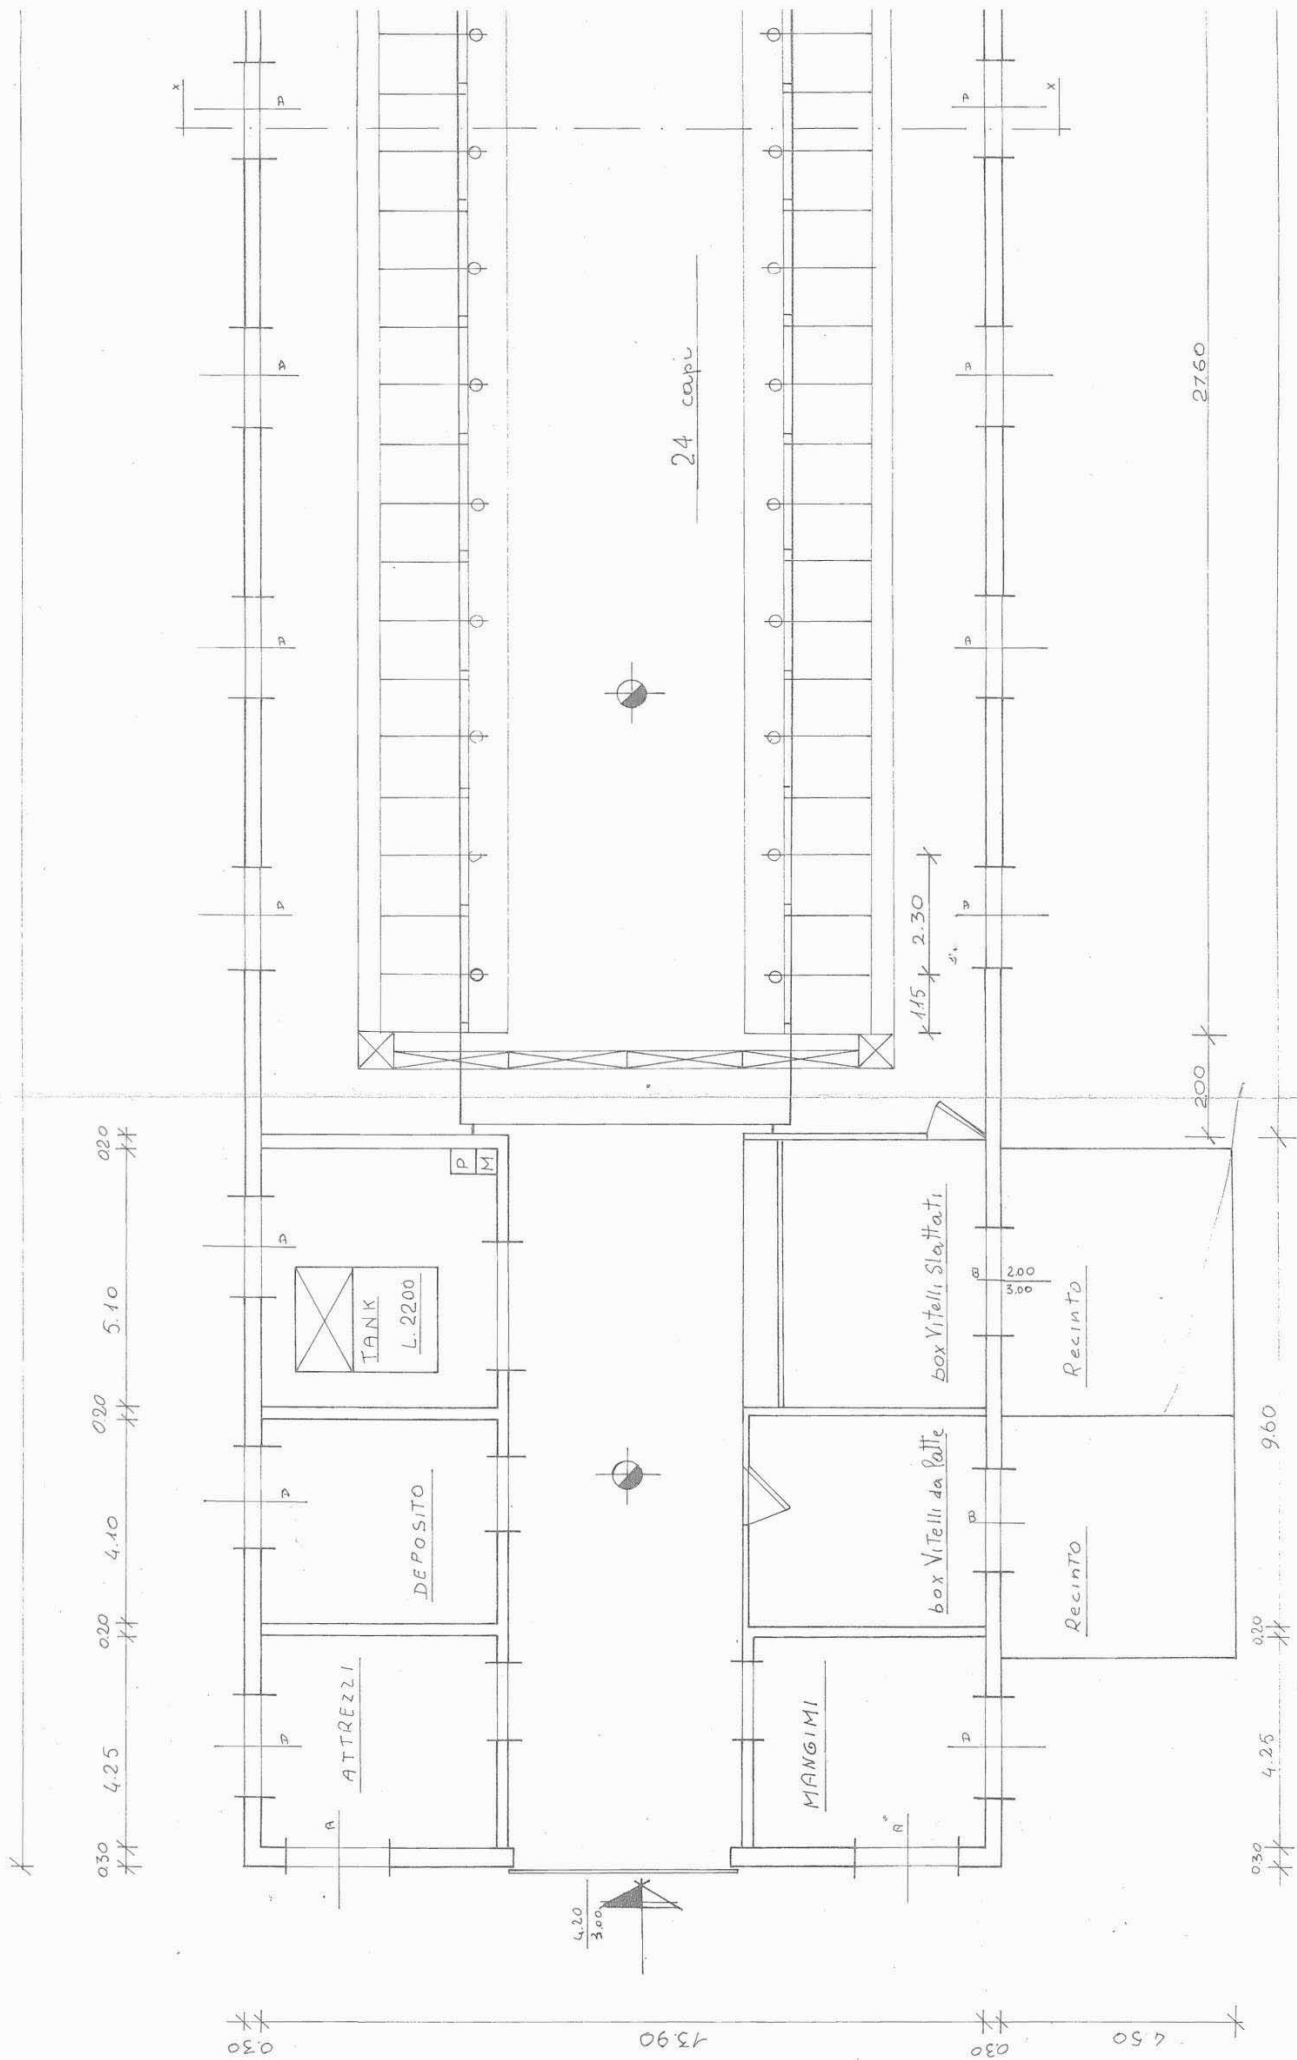 x
A
A
x
24 capi
A
A
27.60
A
A
A
A
1.15
2.30
2.00
0.20
5.10
0.20
4.10
0.20
4.25
0.30
P
M
A
TANK
L. 2200
box Vitelli Slattati
B
2.00
3.00
Recinto
DEPOSITO
box Vitelli da latte
B
Recinto
9.60
0.20
ATTREZZI
MANGIMI
4.25
A
A
0.30
4.20
3.00
0.30
13.90
0.30
4.50